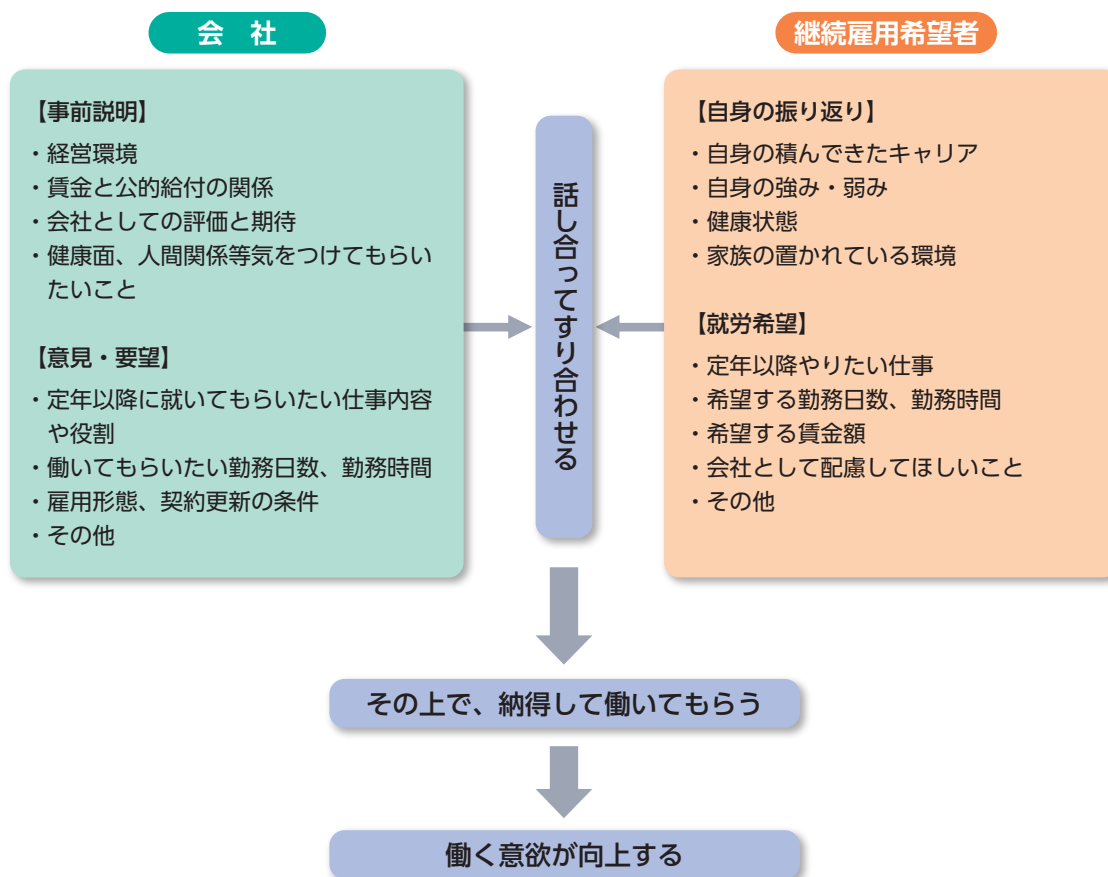 会 社
【事前説明】
・経営環境
・賃金と公的給付の関係
・会社としての評価と期待
・健康面、人間関係等気をつけてもらい
たいこと
【意見・要望】
・定年以降に就いてもらいたい仕事内容
や役割
・働いてもらいたい勤務日数、勤務時間
・雇用形態、契約更新の条件
・その他
話し合ってすり合わせる
継続雇用希望者
【自身の振り返り】
・自身の積んできたキャリア
・自身の強み・弱み
・健康状態
・家族の置かれている環境
【就労希望】
・定年以降やりたい仕事
・希望する勤務日数、勤務時間
・希望する賃金額
・会社として配慮してほしいこと
・その他
その上で、納得して働いてもらう
働く意欲が向上する